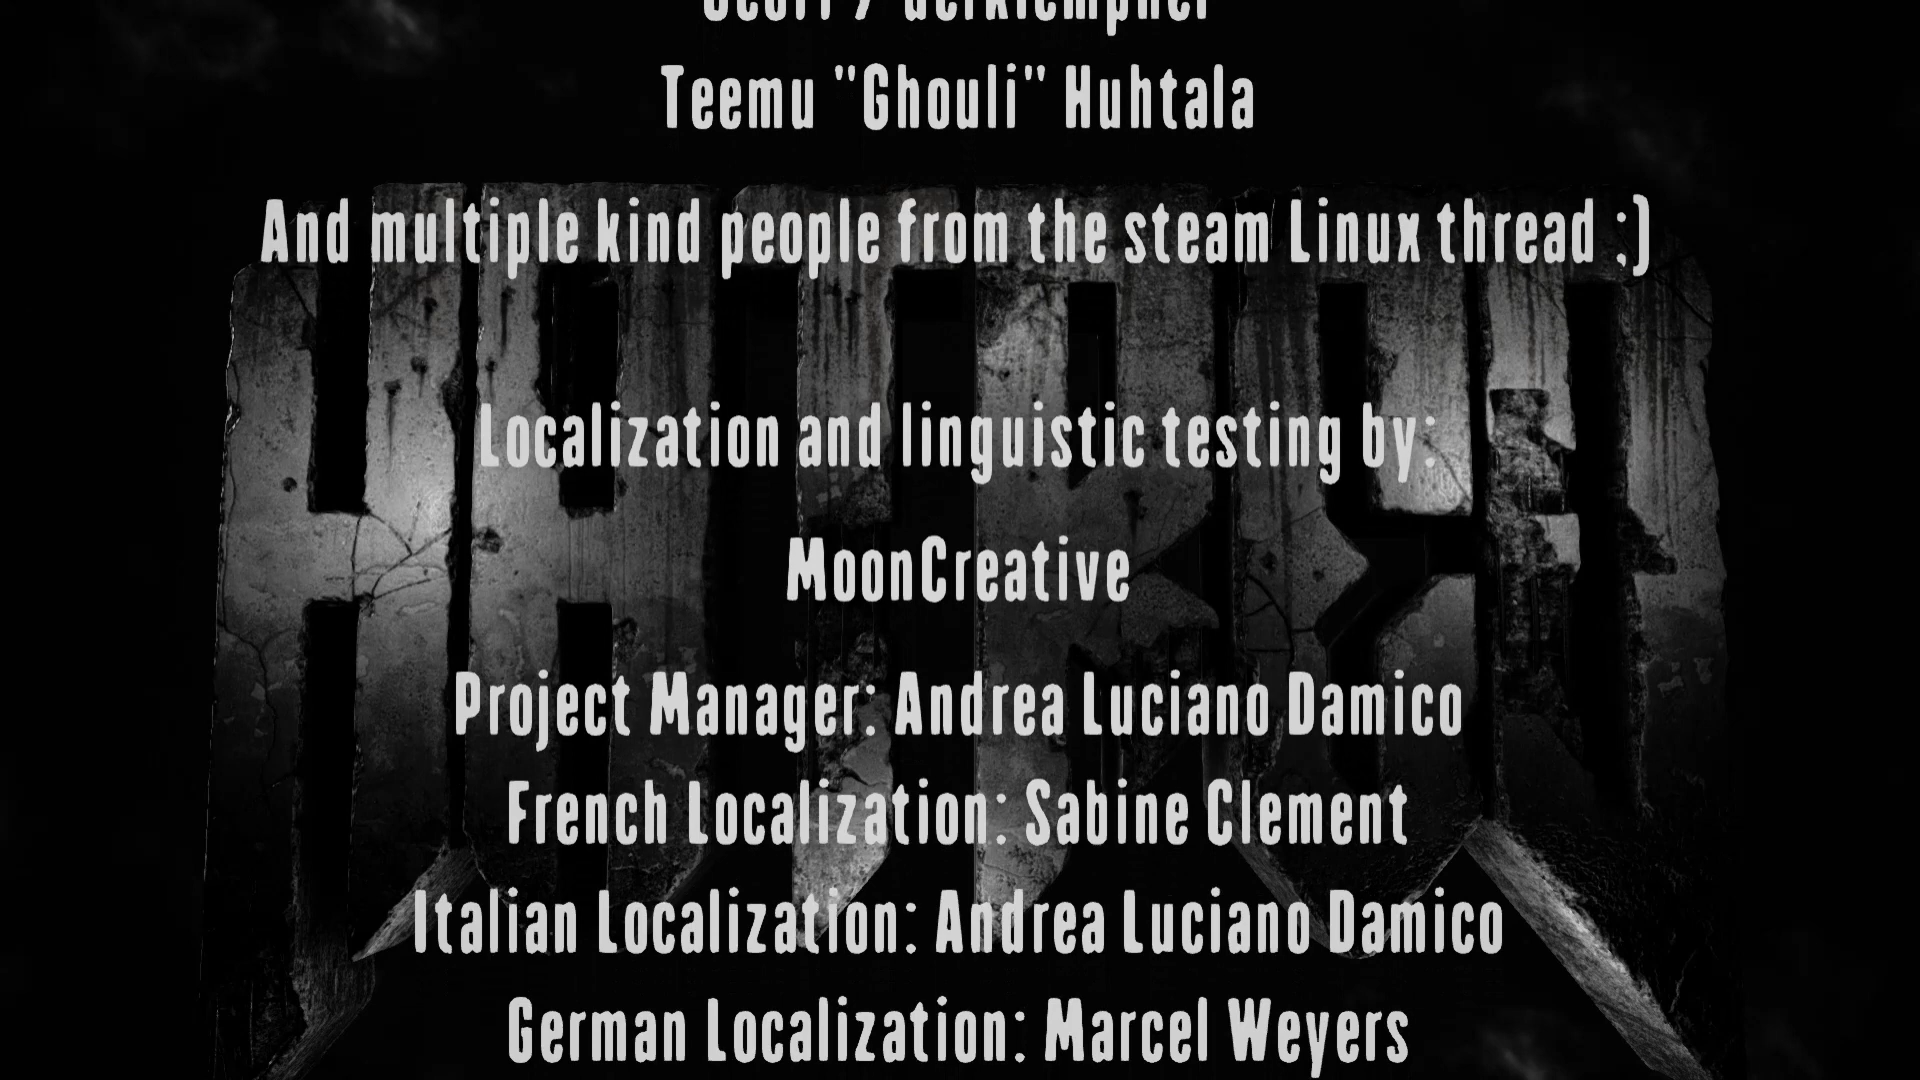 Teemu "Ghouli" Huhtala
And multiple kind people from the steam Linux thread ;)
HATRED
Localization and linguistic testing by:
MoonCreative
Project Manager: Andrea Luciano Damico
French Localization: Sabine Clement
Italian Localization: Andrea Luciano Damico
German Localization: Marcel Weyers